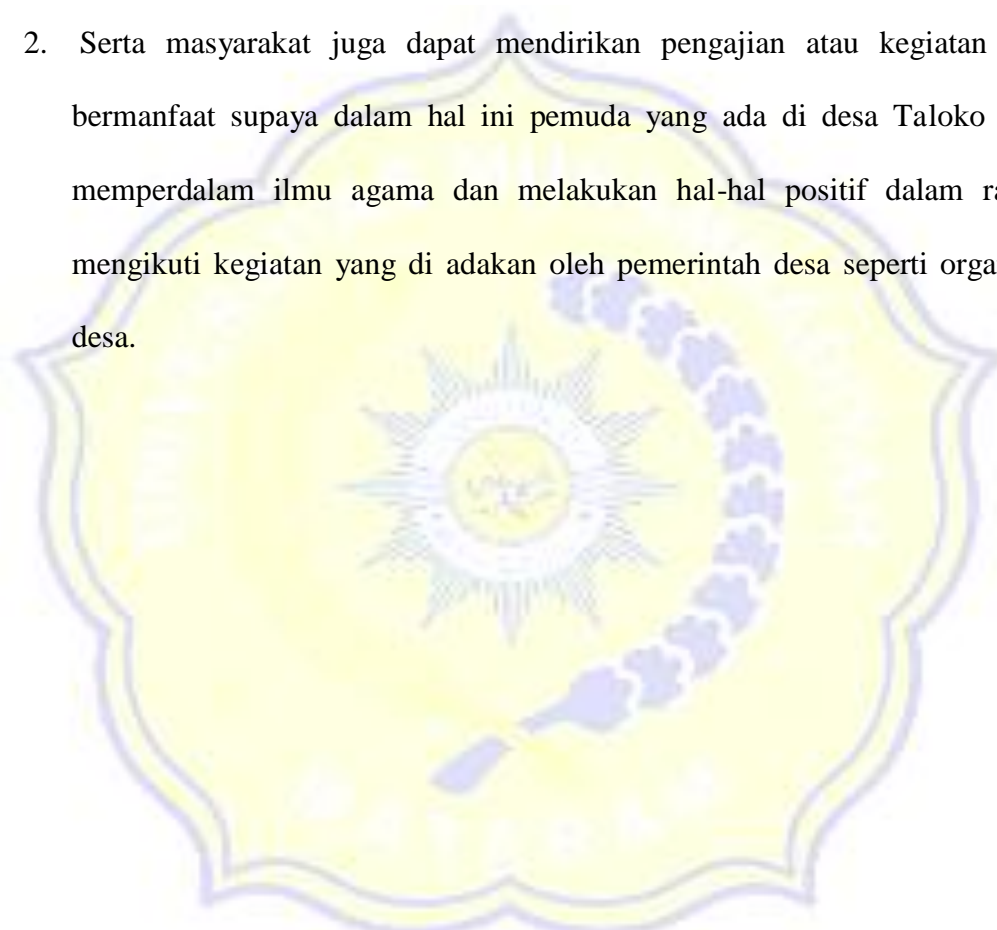 2. Serta masyarakat juga dapat mendirikan pengajian atau kegiatan
bermanfaat supaya dalam hal ini pemuda yang ada di desa Taloko
memperdalam ilmu agama dan melakukan hal-hal positif dalam
mengikuti kegiatan yang di adakan oleh pemerintah desa seperti
desa.
MATARAM